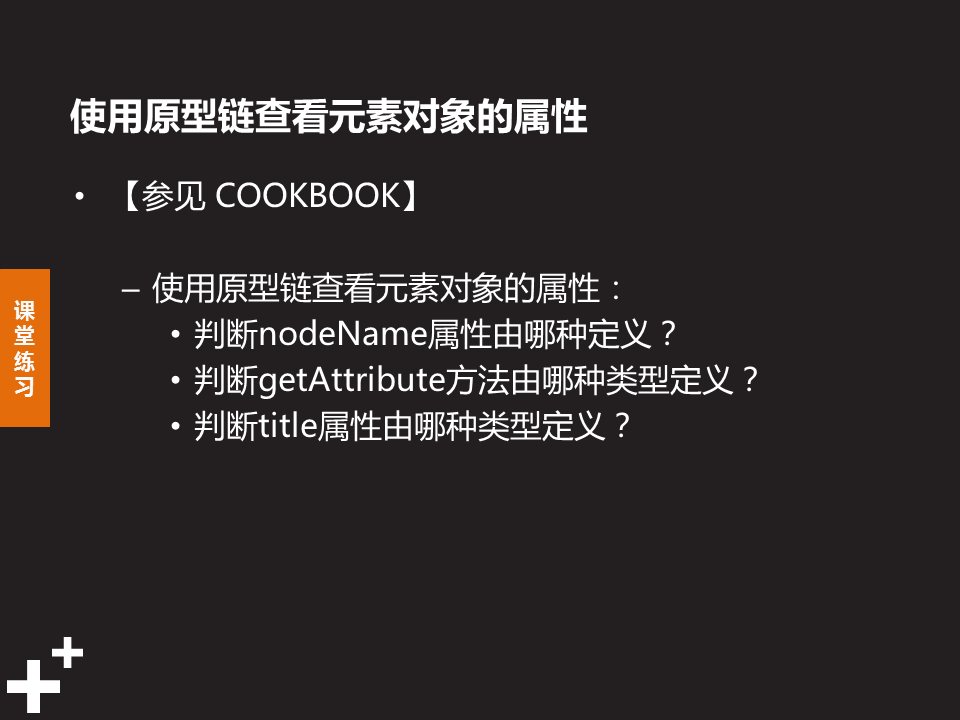 使用原型链查看元素对象的属性
• 【参见 COOKBOOK】
– 使用原型链查看元素对象的属性：
• 判断nodeName属性由哪种定义？
• 判断getAttribute方法由哪种类型定义？
• 判断title属性由哪种类型定义？
课
堂
练
习